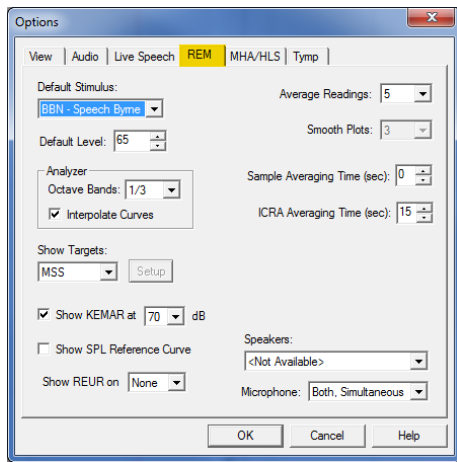 Options
View Audio Live Speech REM MHA/HLS Tymp
Default Stimulus:
BBN - Speech Byrne
Default Level: 65
Analyzer
Octave Bands: 1/3
Interpolate Curves
Show Targets:
MSS Setup
Show KEMAR at 70 dB
Show SPL Reference Curve
Show REUR on None
Average Readings: 5
Smooth Plots: 3
Sample Averaging Time (sec): 0
ICRA Averaging Time (sec): 15
Speakers:
<Not Available>
Microphone: Both, Simultaneous
OK Cancel Help